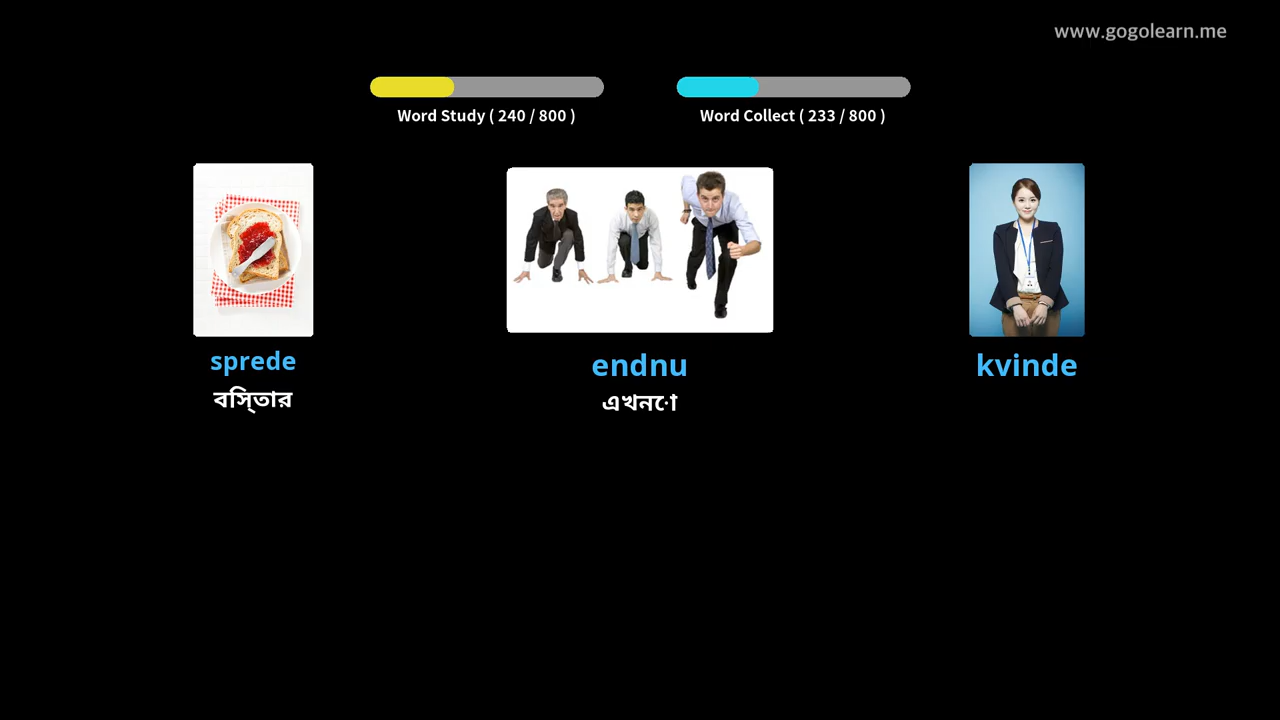 www.gogolearn.me
Word Study ( 240 / 800 )
Word Collect ( 233 / 800 )
sprede
endnu
kvinde
বিস্তার
এখনো